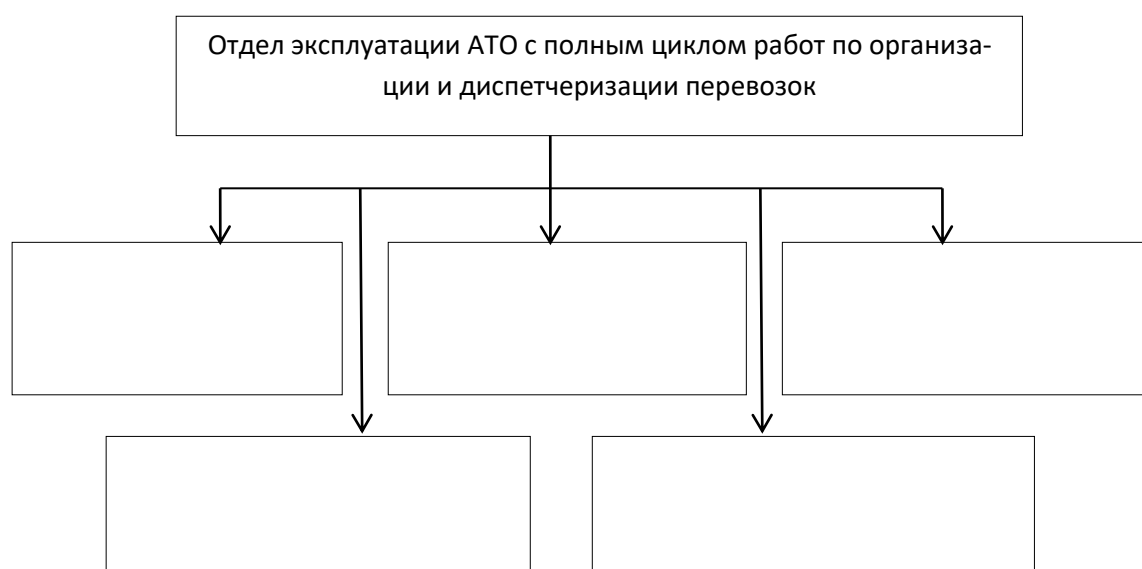 Отдел эксплуатации АТО с полным циклом работ по организа-
ции и диспетчеризации перевозок